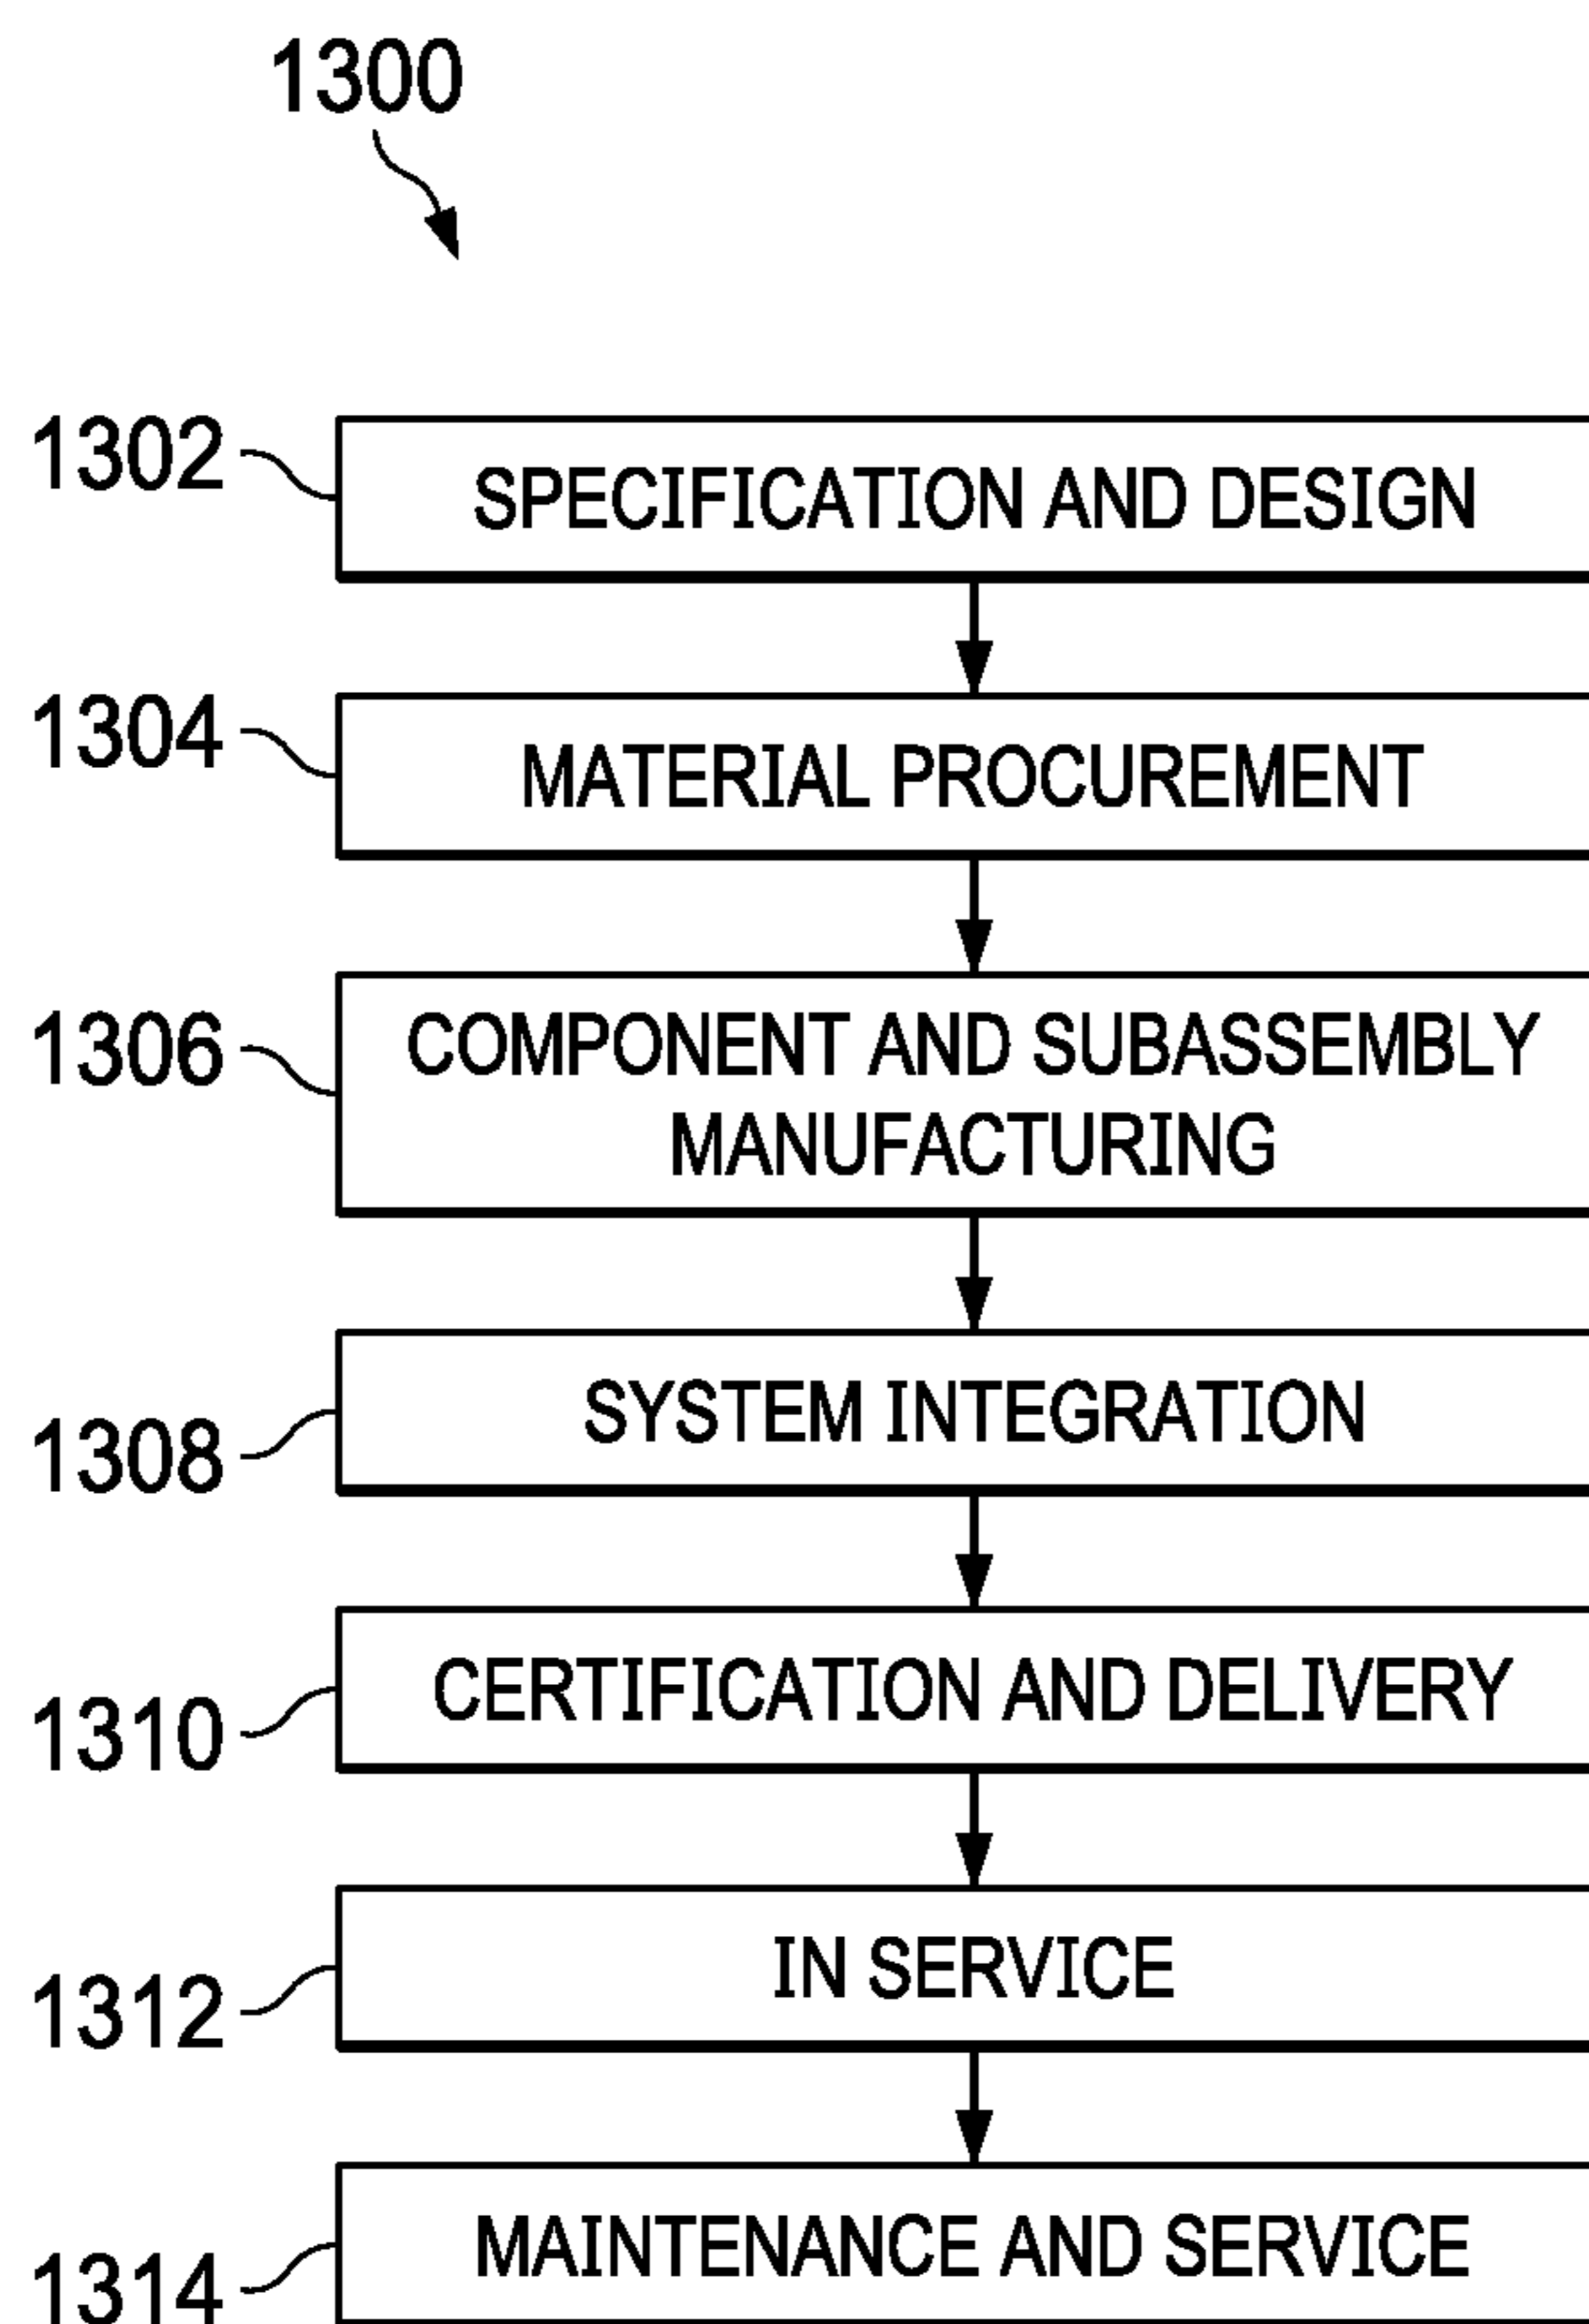 1300
1302
SPECIFICATION AND DESIGN
1304
MATERIAL PROCUREMENT
1306
COMPONENT AND SUBASSEMBLY
MANUFACTURING
SYSTEM INTEGRATION
1308
CERTIFICATION AND DELIVERY
1310
IN SERVICE
1312
MAINTENANCE AND SERVICE
1314